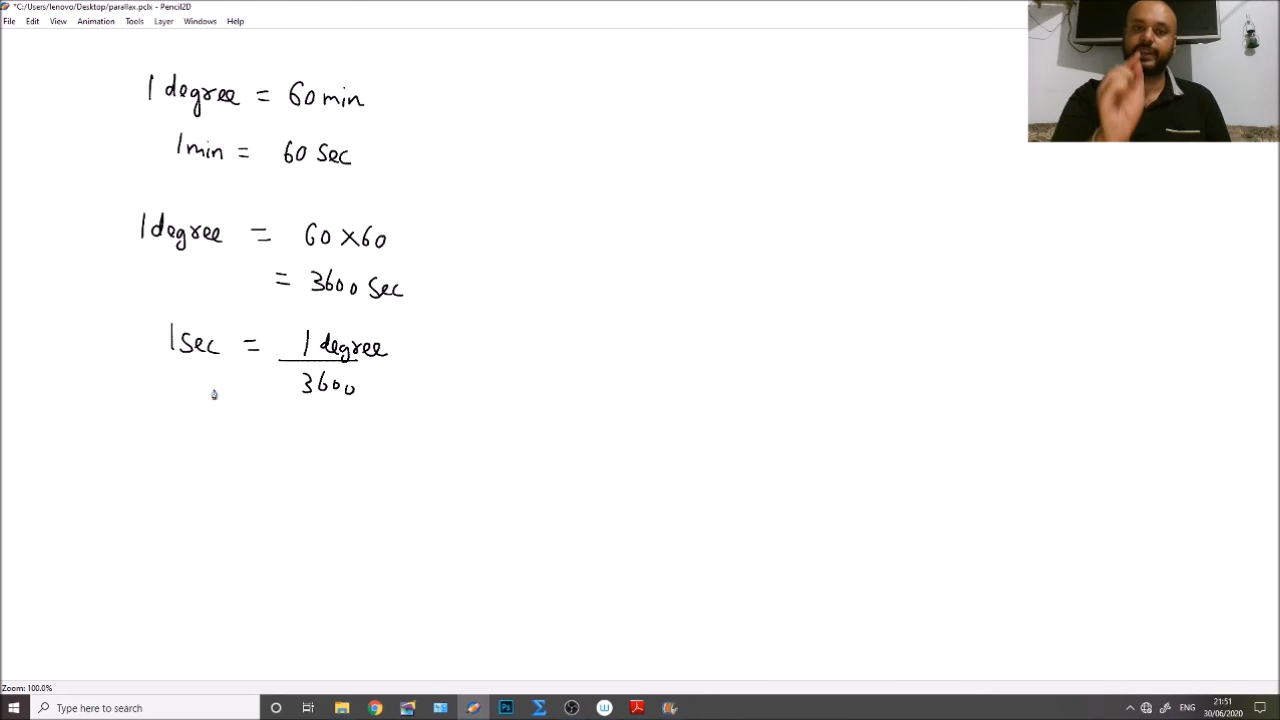 *C:/Users/lenovo/Desktop/parallax.pclx - Pencil2D
File Edit View Animation Tools Layer Windows Help
1 degree = 60 min
1 min = 60 Sec
1 degree = 60 × 60
= 3600 Sec
1 Sec = 1 degree
3600
Zoom: 100.0%
Type here to search
ENG
21:51
30/06/2020